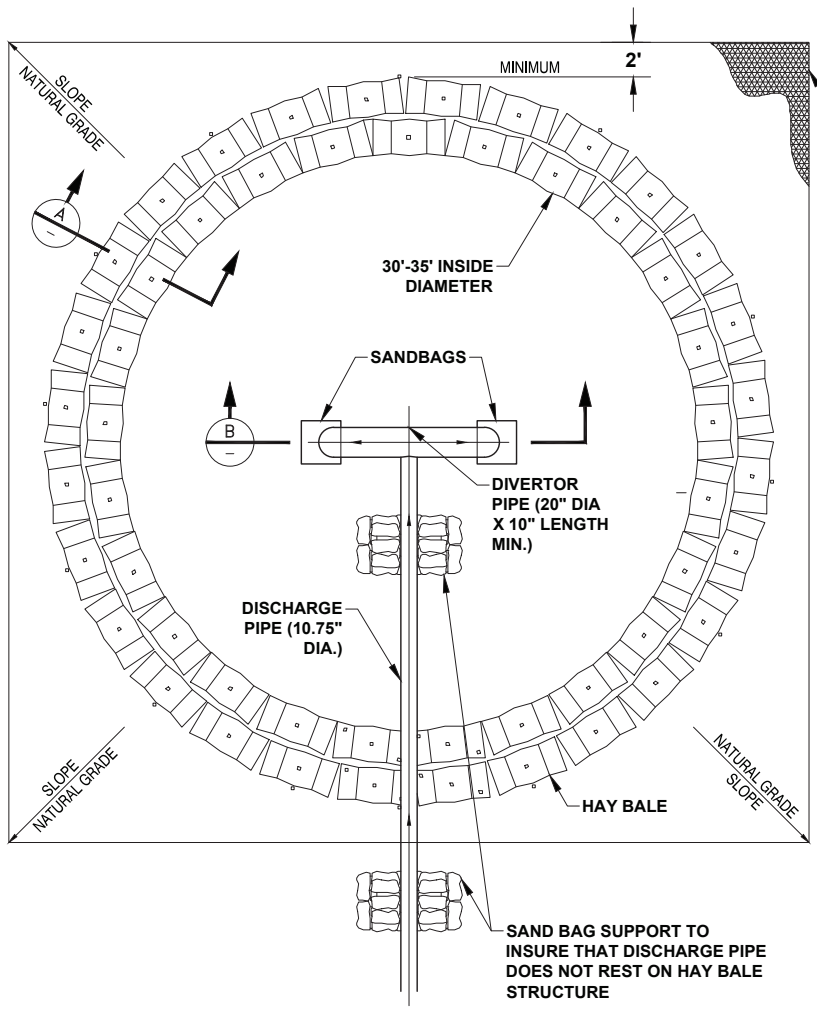 2'
MINIMUM
SLOPE
NATURAL GRADE
A
–
30'-35' INSIDE
DIAMETER
SANDBAGS
B
–
DIVERTOR
PIPE (20" DIA
X 10" LENGTH
MIN.)
DISCHARGE
PIPE (10.75"
DIA.)
SLOPE
NATURAL GRADE
NATURAL GRADE
SLOPE
HAY BALE
SAND BAG SUPPORT TO
INSURE THAT DISCHARGE PIPE
DOES NOT REST ON HAY BALE
STRUCTURE